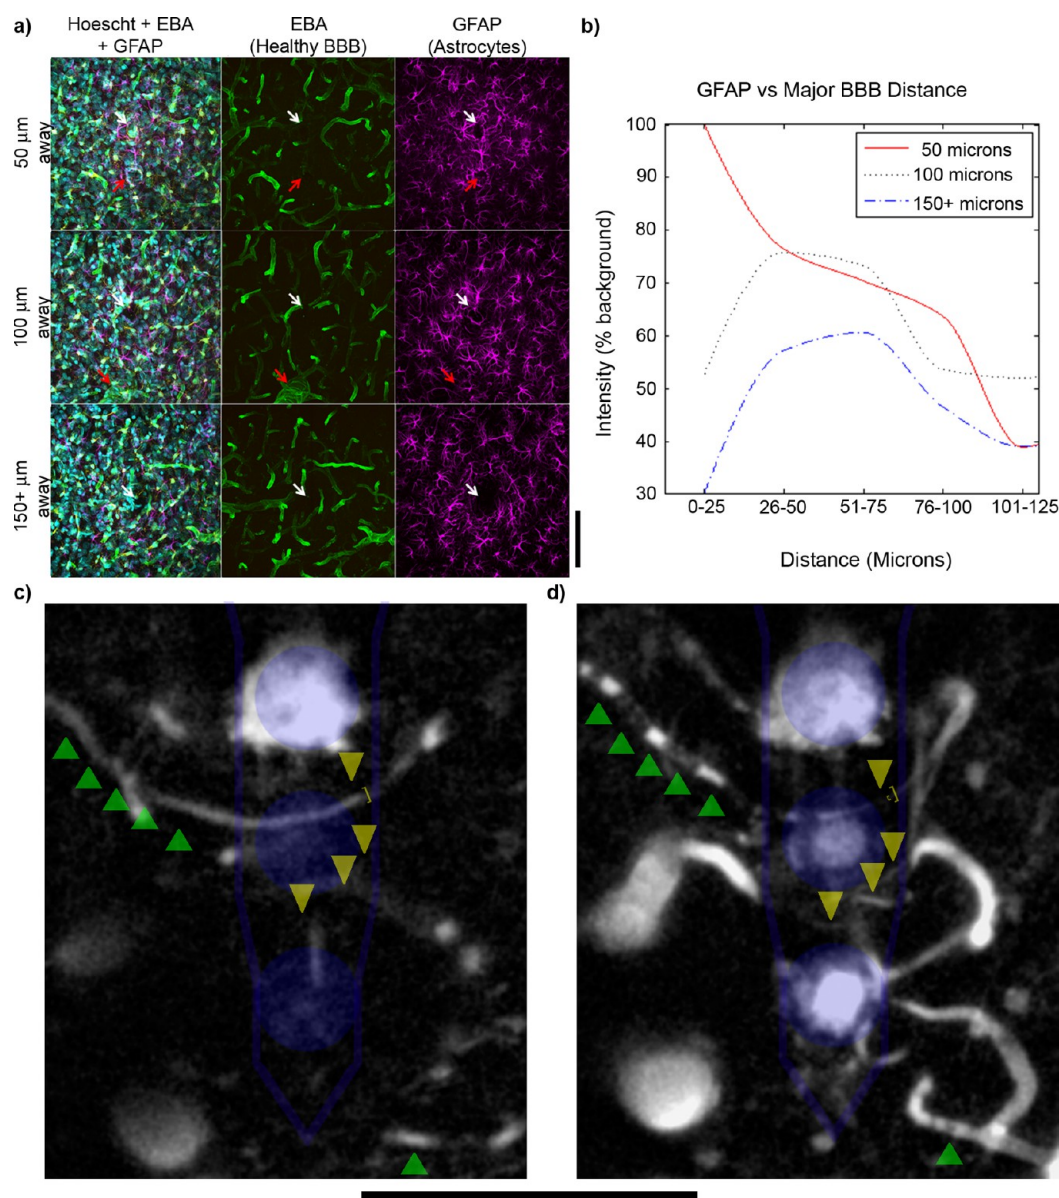 a)
Hoescht + EBA
+ GFAP
EBA
(Healthy BBB)
GFAP
(Astrocytes)
50 µm
away
100 µm
away
150+ µm
away
b)
GFAP vs Major BBB Distance
Intensity (% background)
100
90
80
70
60
50
40
30
50 microns
100 microns
150+ microns
0-25
26-50
51-75
76-100
101-125
Distance (Microns)
c)
d)